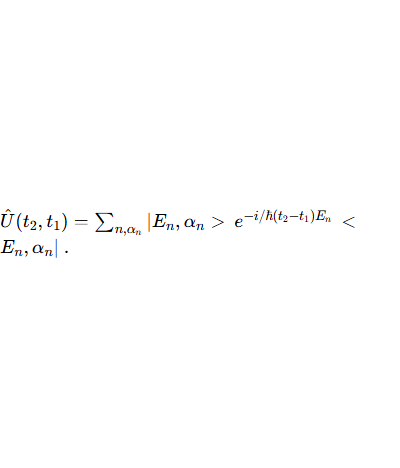 Û(t₂, t₁) = ∑ₙ,αₙ |Eₙ, αₙ > e^{−i/ℏ(t₂−t₁)Eₙ} <
Eₙ, αₙ| .